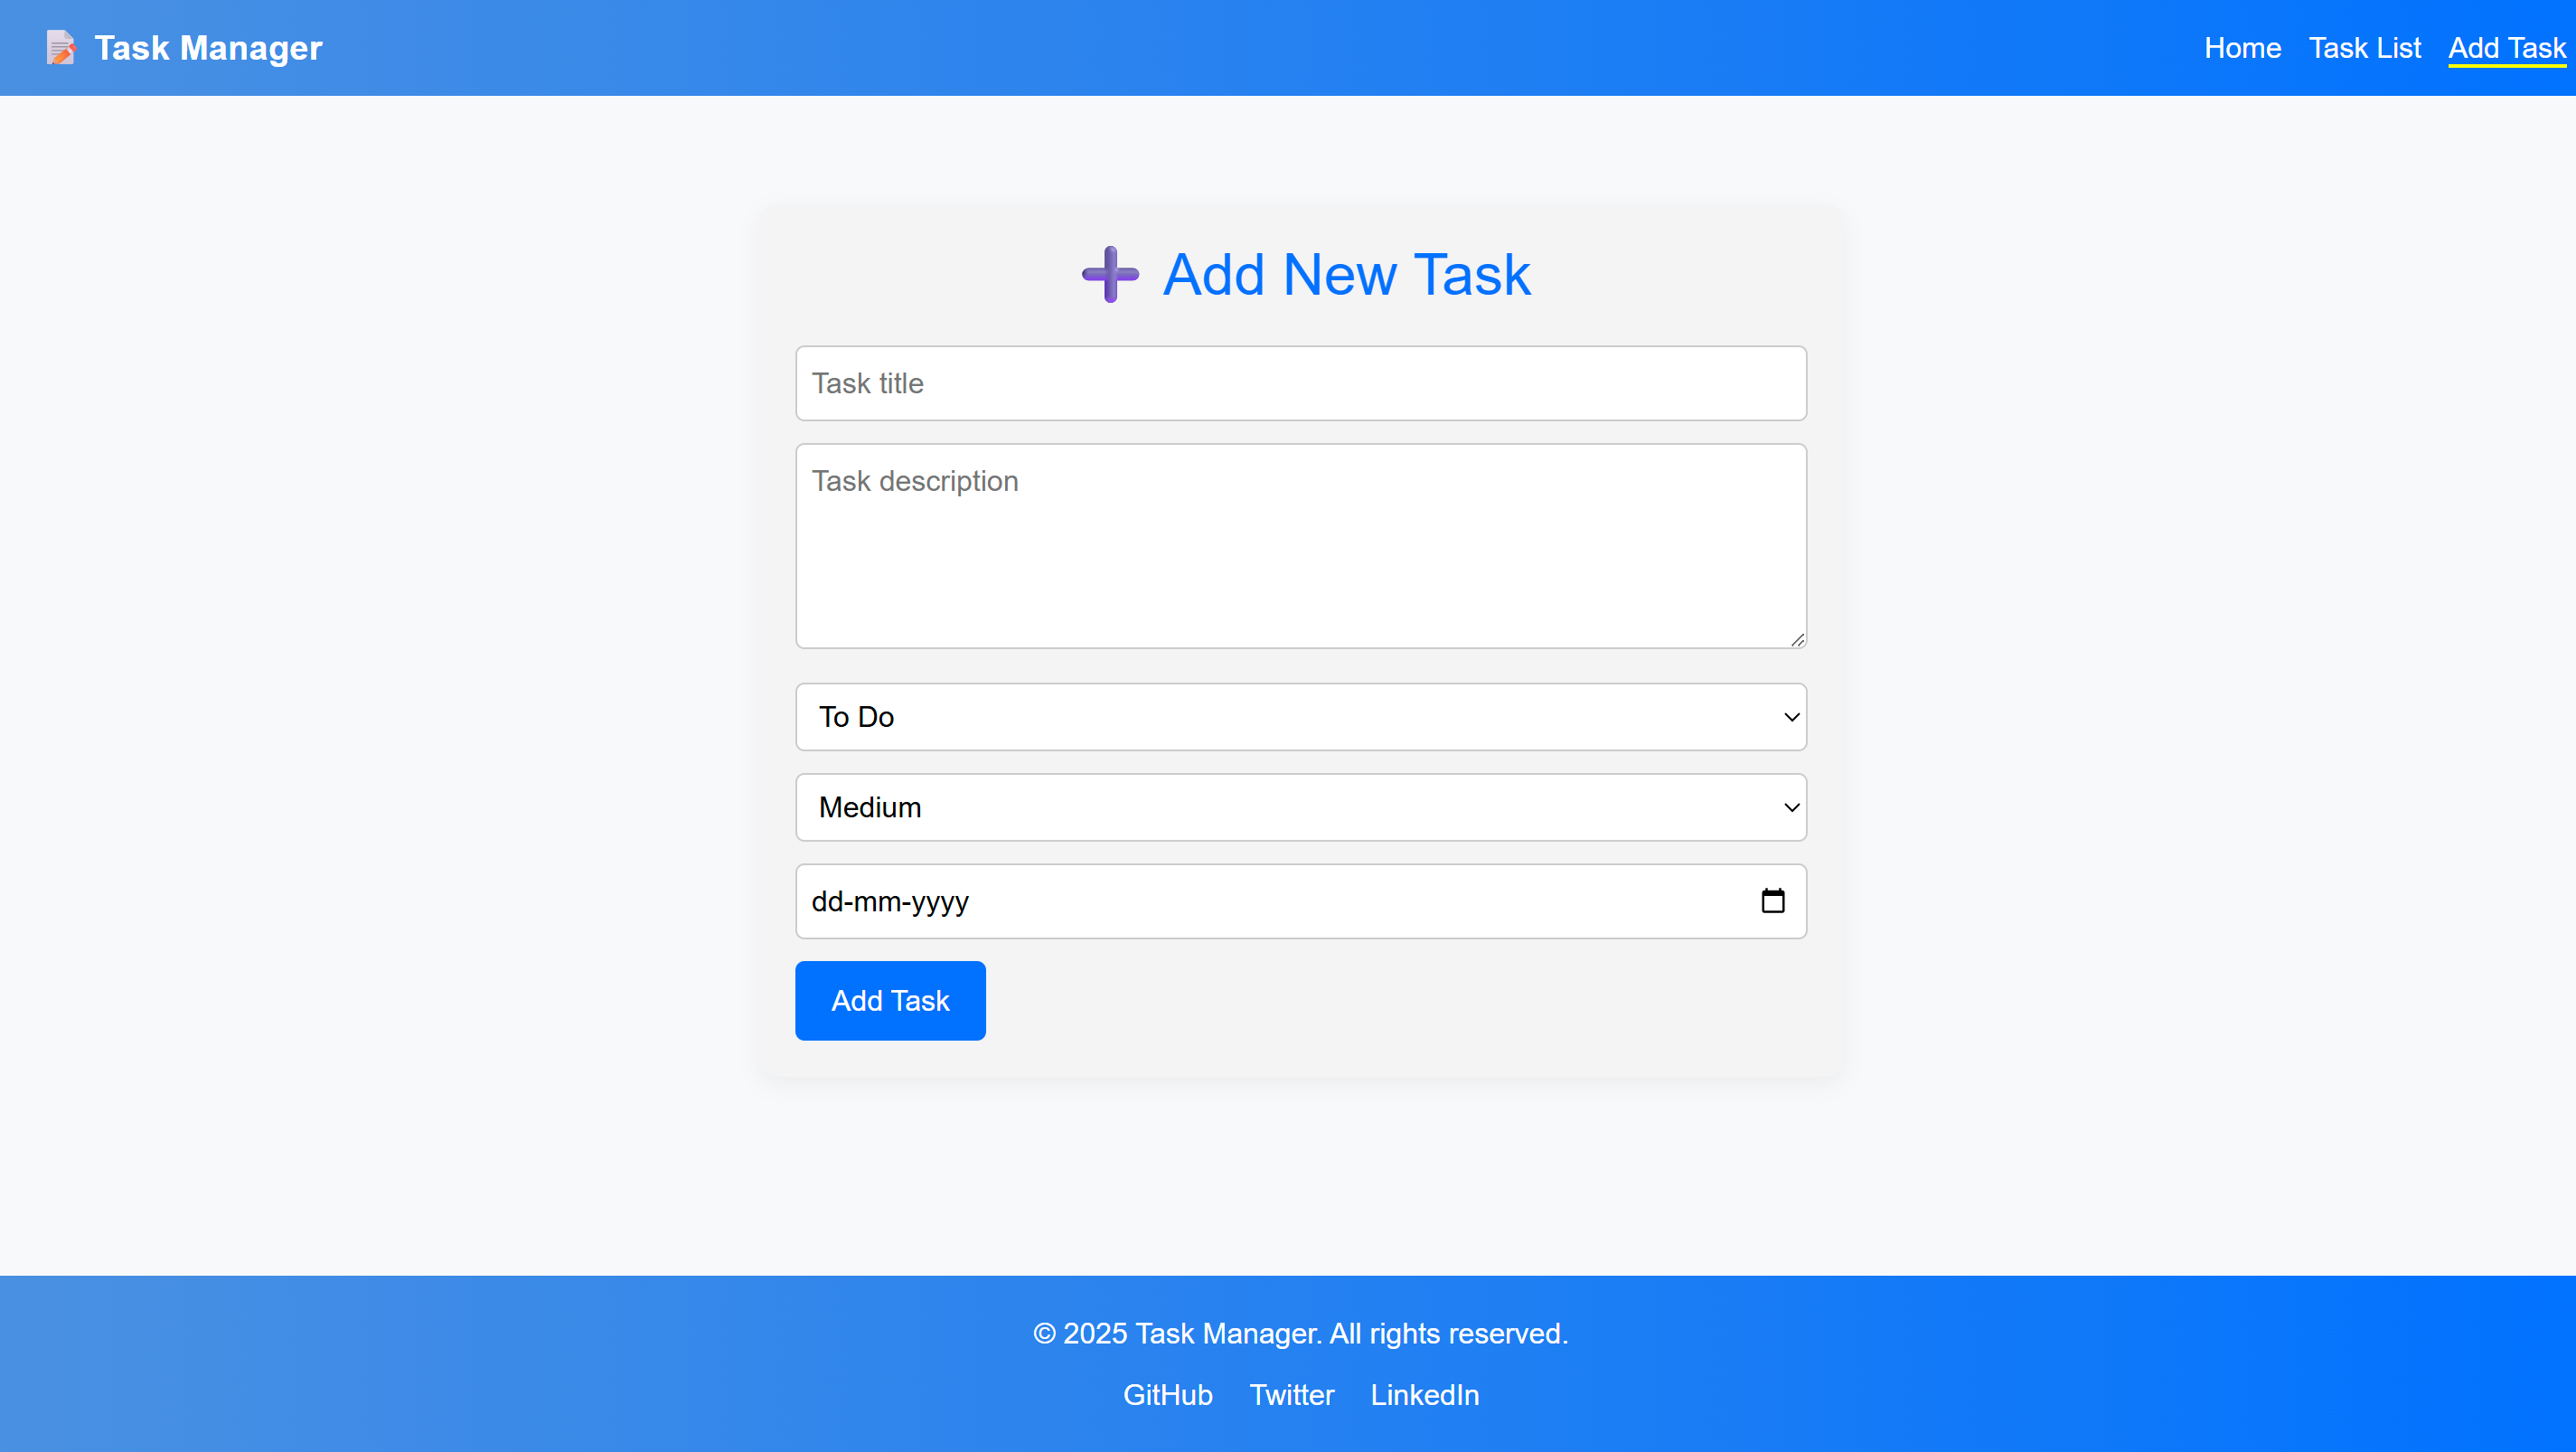 Task Manager
Home Task List Add Task
Add New Task
Task title
Task description
To Do
Medium
dd-mm-yyyy
Add Task
© 2025 Task Manager. All rights reserved.
GitHub Twitter LinkedIn